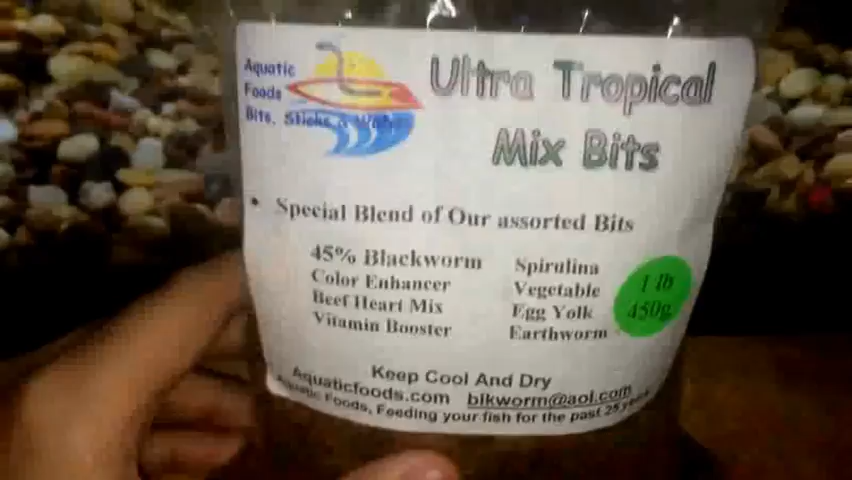 Aquatic
Foods
Bits, Sticks & Wafers
Ultra Tropical
Mix Bits
• Special Blend of Our assorted Bits
45% Blackworm
Color Enhancer
Beef Heart Mix
Vitamin Booster
Spirulina
Vegetable
Egg Yolk
Earthworm
1 lb
450g
Keep Cool And Dry
Aquaticfoods.com blkworm@aol.com
Aquatic Foods, Feeding your fish for the past 25 years